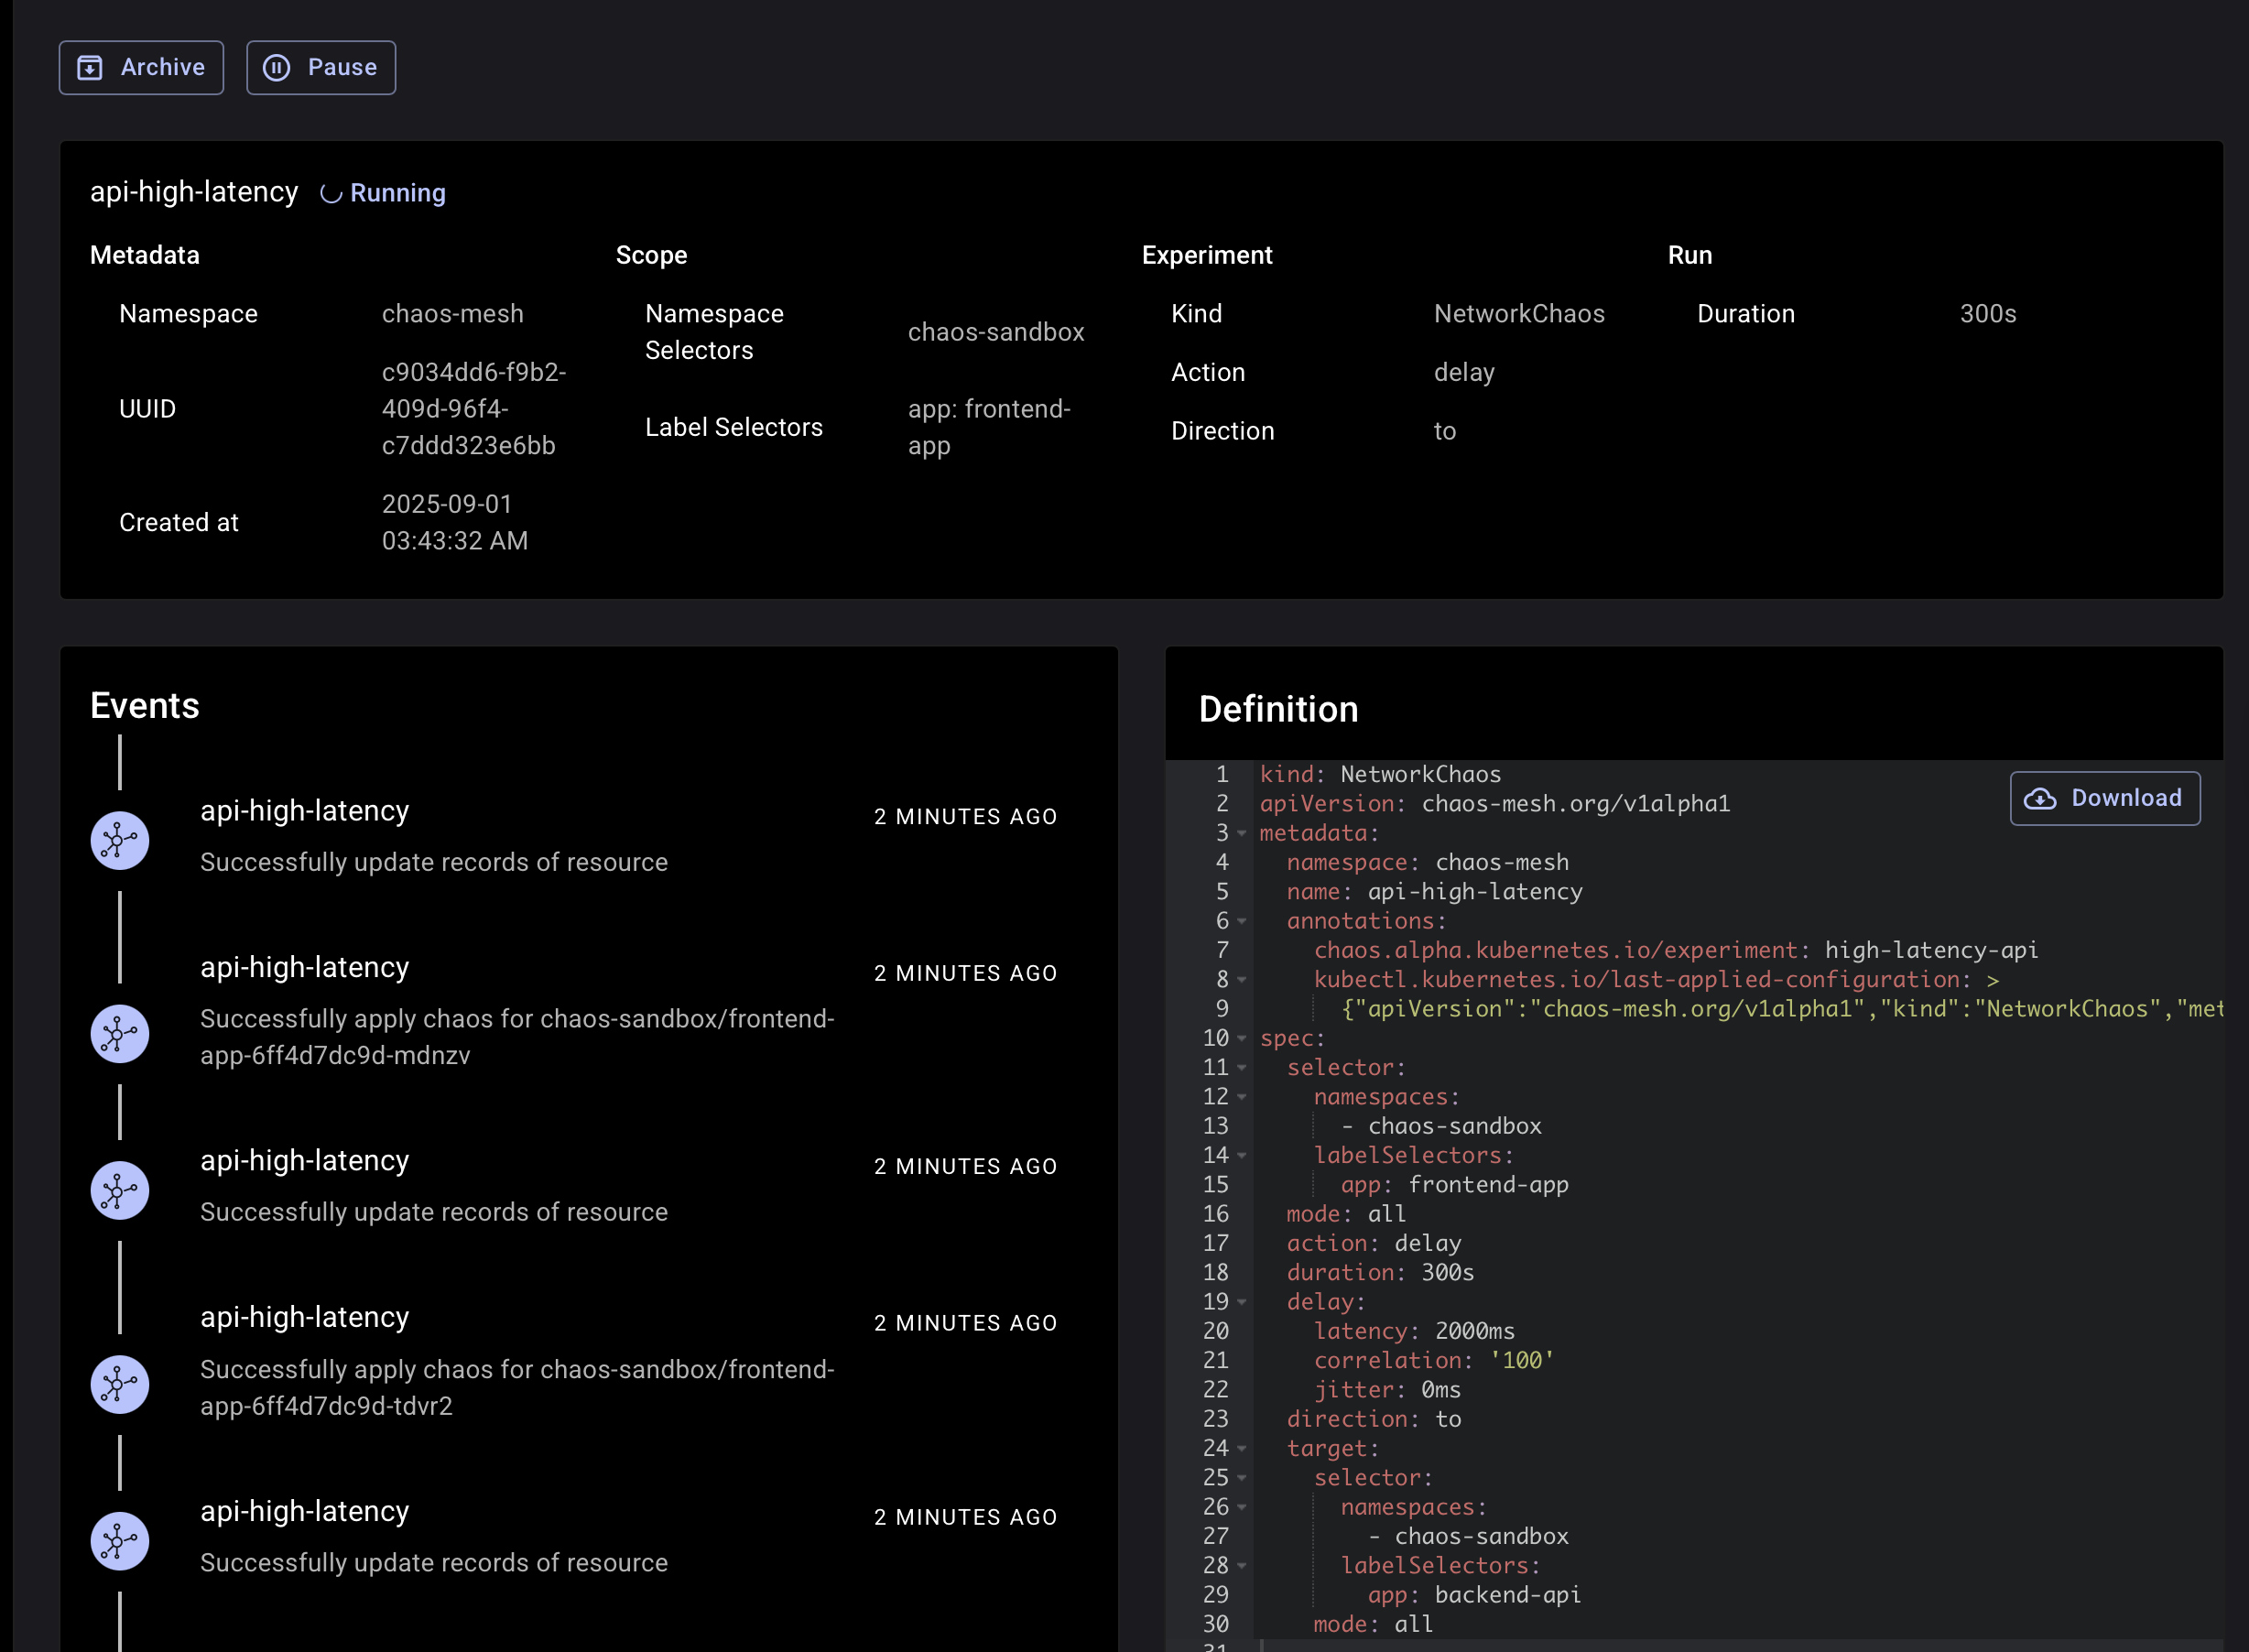 Archive
Pause
api-high-latency Running
Metadata
Namespace chaos-mesh
UUID c9034dd6-f9b2-
409d-96f4-
c7ddd323e6bb
Created at 2025-09-01
03:43:32 AM
Scope
Namespace
Selectors chaos-sandbox
Label Selectors app: frontend-
app
Experiment
Kind NetworkChaos
Action delay
Direction to
Run
Duration 300s
Events
api-high-latency 2 MINUTES AGO
Successfully update records of resource
api-high-latency 2 MINUTES AGO
Successfully apply chaos for chaos-sandbox/frontend-
app-6ff4d7dc9d-mdnzv
api-high-latency 2 MINUTES AGO
Successfully update records of resource
api-high-latency 2 MINUTES AGO
Successfully apply chaos for chaos-sandbox/frontend-
app-6ff4d7dc9d-tdvr2
api-high-latency 2 MINUTES AGO
Successfully update records of resource
Definition
Download
1 kind: NetworkChaos
2 apiVersion: chaos-mesh.org/v1alpha1
3 metadata:
4 namespace: chaos-mesh
5 name: api-high-latency
6 annotations:
7 chaos.alpha.kubernetes.io/experiment: high-latency-api
8 kubectl.kubernetes.io/last-applied-configuration: >
9 {"apiVersion":"chaos-mesh.org/v1alpha1","kind":"NetworkChaos","met
10 spec:
11 selector:
12 namespaces:
13 - chaos-sandbox
14 labelSelectors:
15 app: frontend-app
16 mode: all
17 action: delay
18 duration: 300s
19 delay:
20 latency: 2000ms
21 correlation: '100'
22 jitter: 0ms
23 direction: to
24 target:
25 selector:
26 namespaces:
27 - chaos-sandbox
28 labelSelectors:
29 app: backend-api
30 mode: all
31